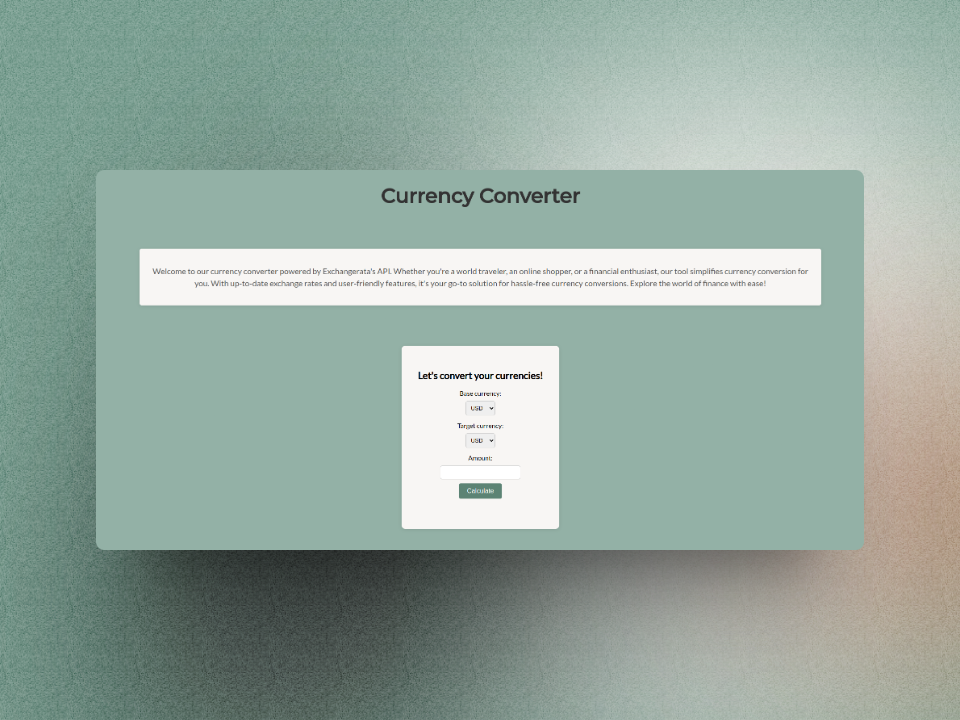 Currency Converter
Welcome to our currency converter powered by Exchangerata's API. Whether you're a world traveler, an online shopper, or a financial enthusiast, our tool simplifies currency conversion for
you. With up-to-date exchange rates and user-friendly features, it's your go-to solution for hassle-free currency conversions. Explore the world of finance with ease!
Let's convert your currencies!
Base currency:
USD
Target currency:
USD
Amount:
Calculate